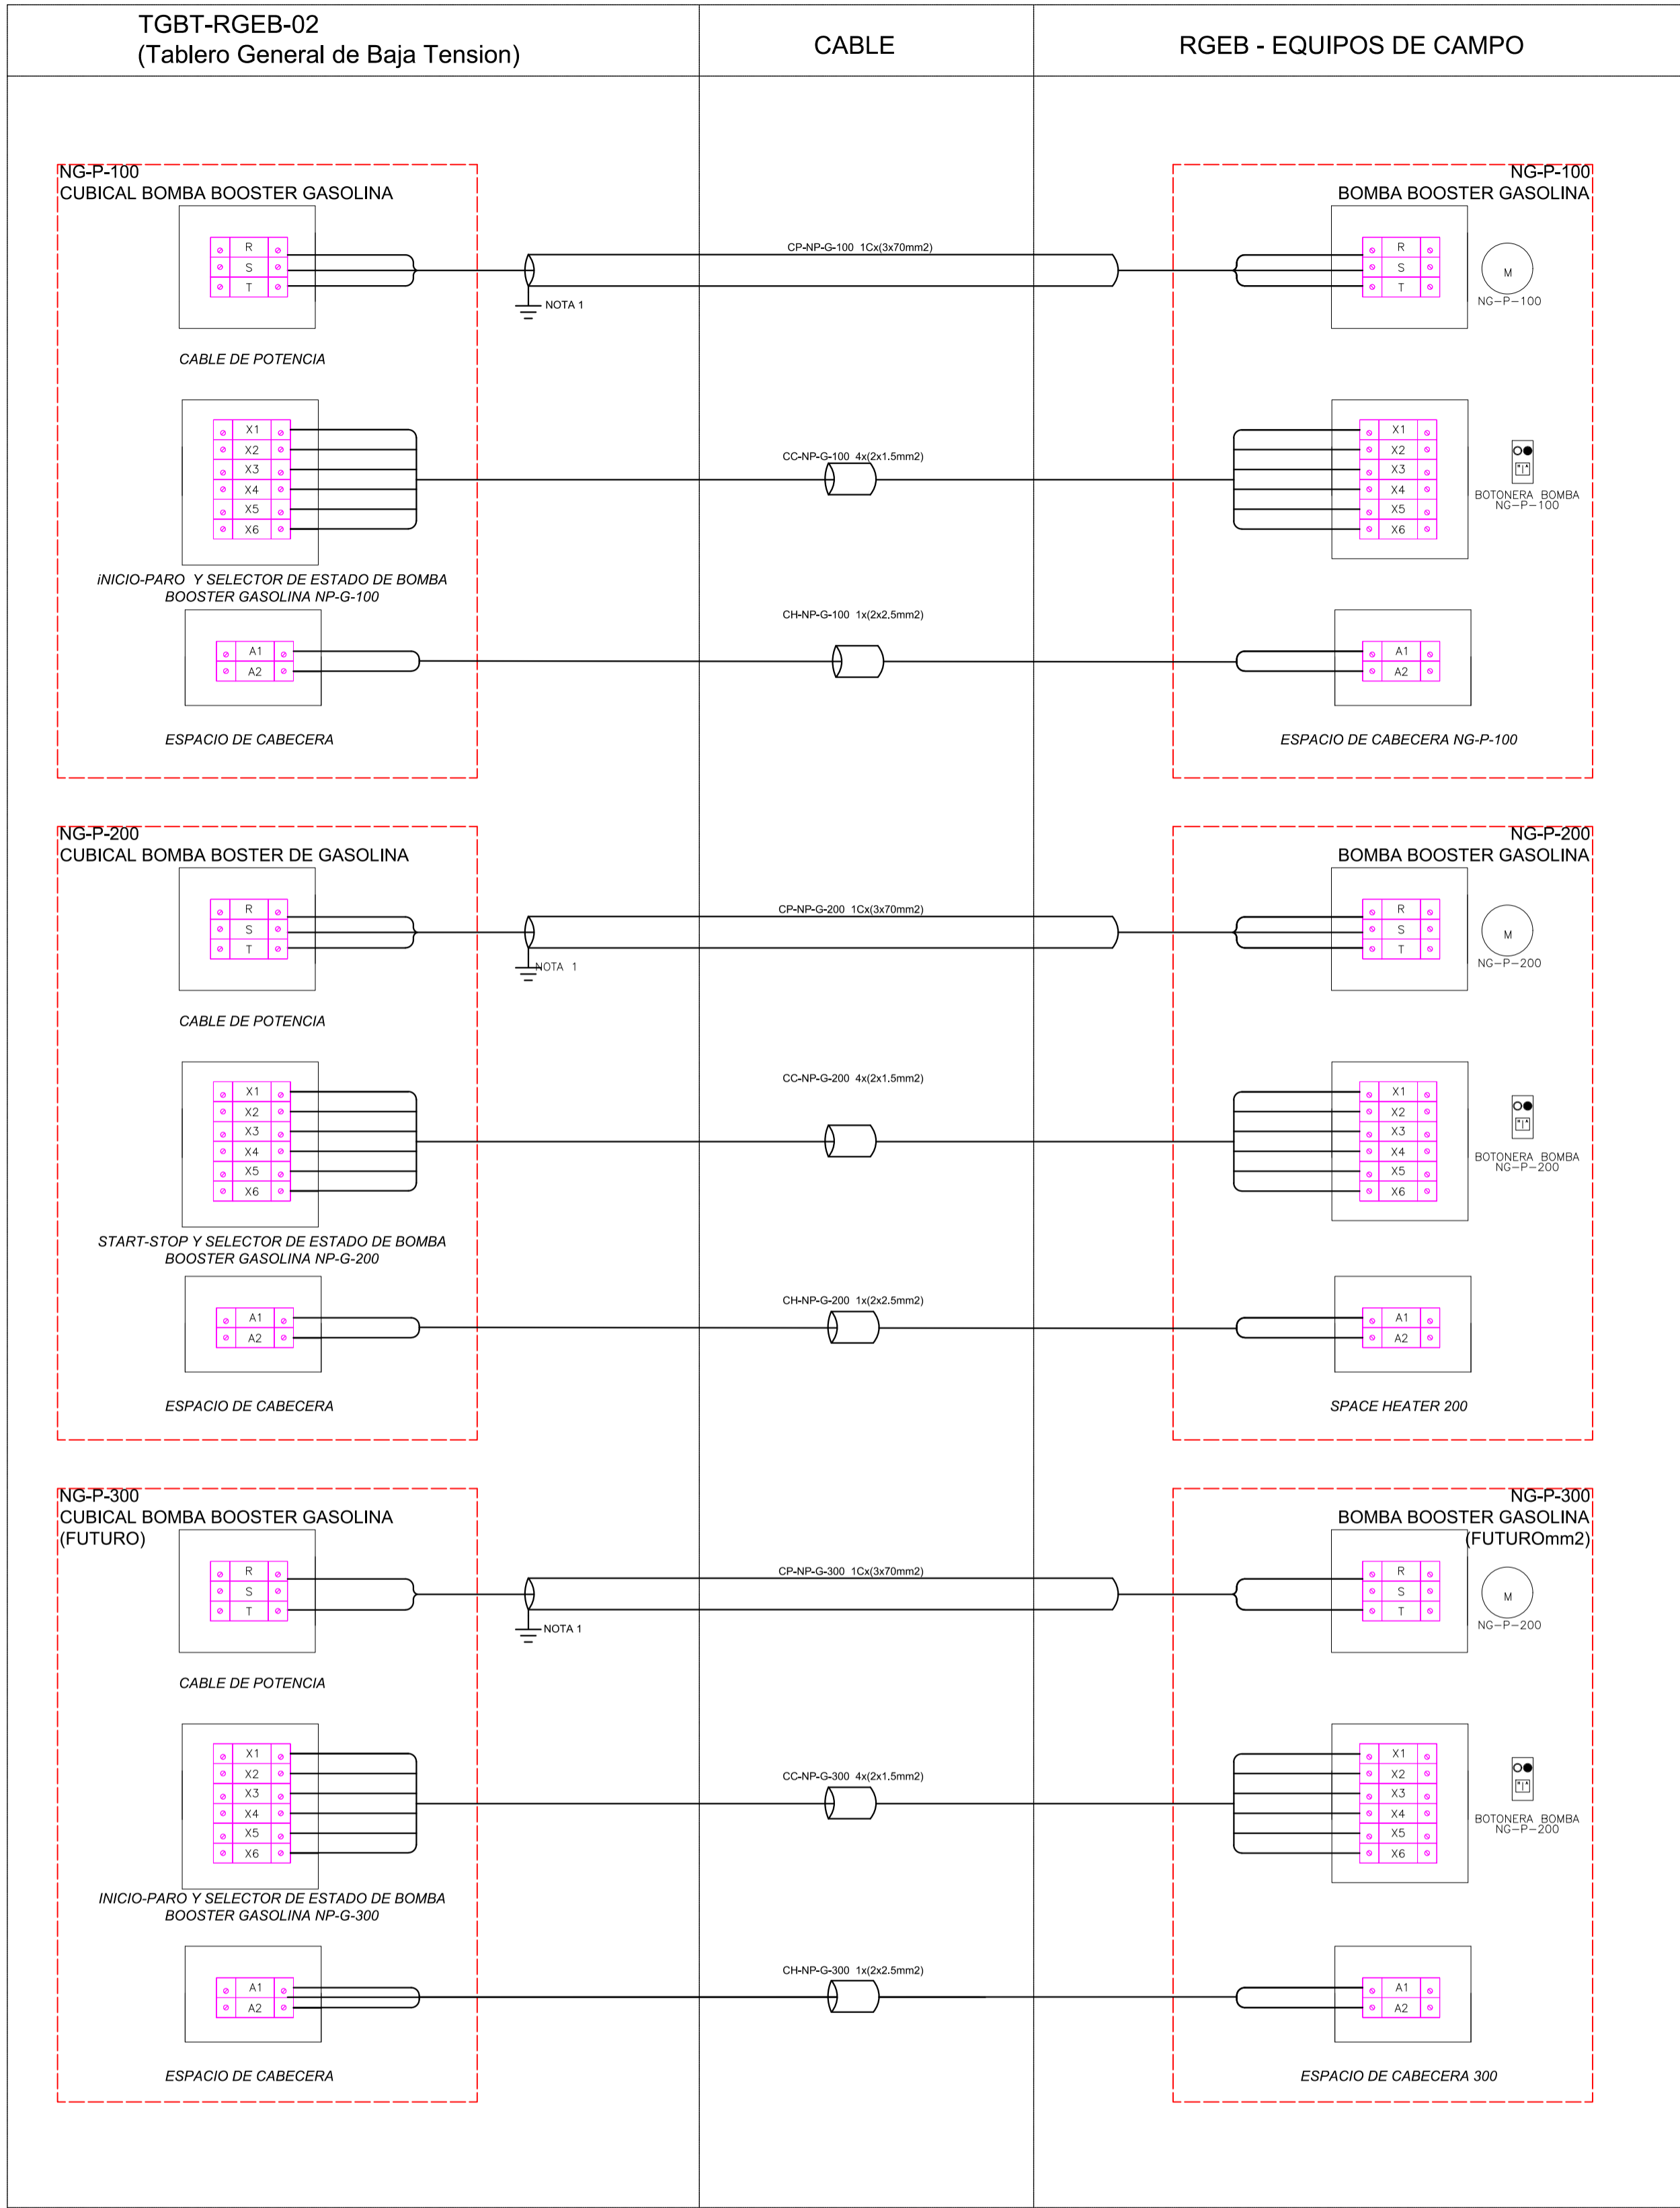 TGBT-RGEB-02
(Tablero General de Baja Tension)
CABLE
RGEB - EQUIPOS DE CAMPO
NG-P-100
CUBICAL BOMBA BOOSTER GASOLINA
R
S
T
CABLE DE POTENCIA
X1
X2
X3
X4
X5
X6
iNICIO-PARO Y SELECTOR DE ESTADO DE BOMBA
BOOSTER GASOLINA NP-G-100
A1
A2
ESPACIO DE CABECERA
CP-NP-G-100 1Cx(3x70mm2)
NOTA 1
CC-NP-G-100 4x(2x1.5mm2)
CH-NP-G-100 1x(2x2.5mm2)
NG-P-100
BOMBA BOOSTER GASOLINA
R
S
T
M
NG-P-100
X1
X2
X3
X4
X5
X6
BOTONERA BOMBA
NG-P-100
A1
A2
ESPACIO DE CABECERA NG-P-100
NG-P-200
CUBICAL BOMBA BOSTER DE GASOLINA
R
S
T
CABLE DE POTENCIA
X1
X2
X3
X4
X5
X6
START-STOP Y SELECTOR DE ESTADO DE BOMBA
BOOSTER GASOLINA NP-G-200
A1
A2
ESPACIO DE CABECERA
CP-NP-G-200 1Cx(3x70mm2)
NOTA 1
CC-NP-G-200 4x(2x1.5mm2)
CH-NP-G-200 1x(2x2.5mm2)
NG-P-200
BOMBA BOOSTER GASOLINA
R
S
T
M
NG-P-200
X1
X2
X3
X4
X5
X6
BOTONERA BOMBA
NG-P-200
A1
A2
SPACE HEATER 200
NG-P-300
CUBICAL BOMBA BOOSTER GASOLINA
(FUTURO)
R
S
T
CABLE DE POTENCIA
X1
X2
X3
X4
X5
X6
INICIO-PARO Y SELECTOR DE ESTADO DE BOMBA
BOOSTER GASOLINA NP-G-300
A1
A2
ESPACIO DE CABECERA
CP-NP-G-300 1Cx(3x70mm2)
NOTA 1
CC-NP-G-300 4x(2x1.5mm2)
CH-NP-G-300 1x(2x2.5mm2)
NG-P-300
BOMBA BOOSTER GASOLINA
(FUTUROmm2)
R
S
T
M
NG-P-200
X1
X2
X3
X4
X5
X6
BOTONERA BOMBA
NG-P-200
A1
A2
ESPACIO DE CABECERA 300